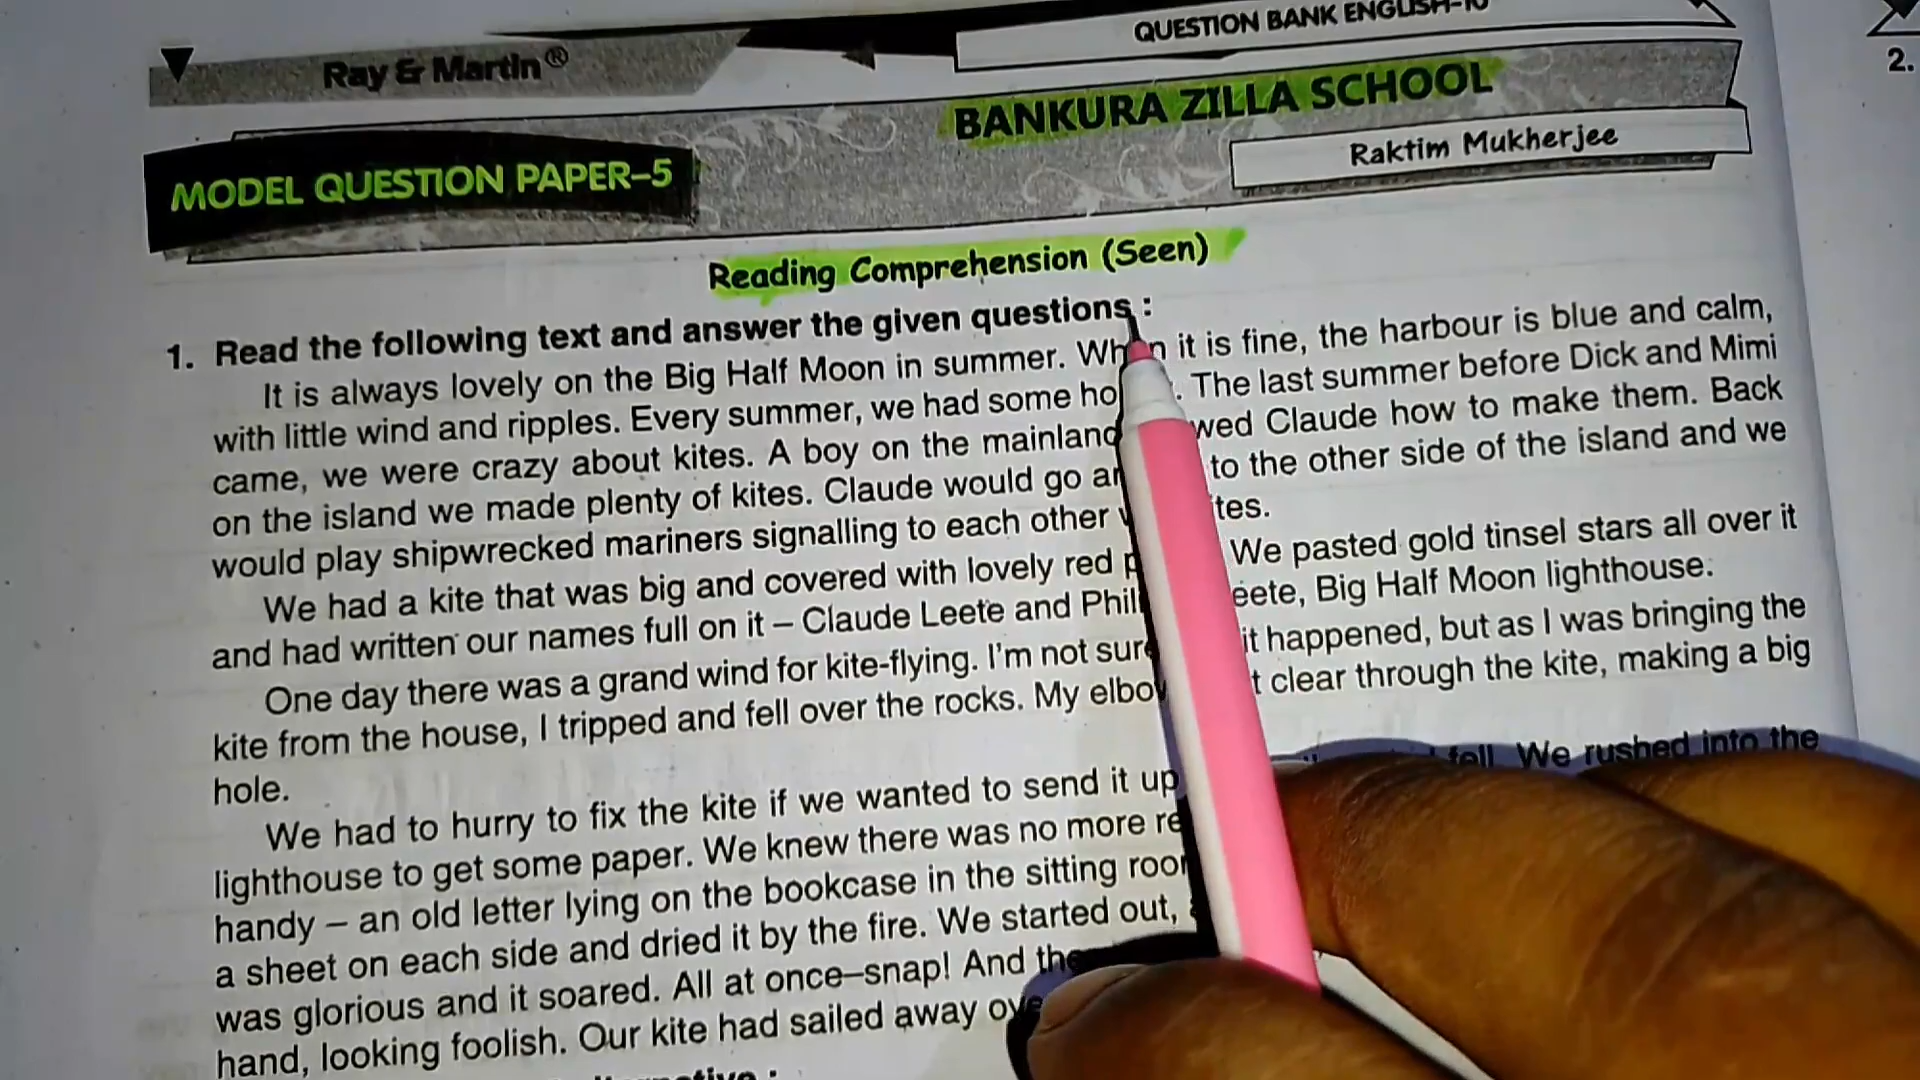 QUESTION BANK ENGLISH-10
Ray & Martin®
2.
BANKURA ZILLA SCHOOL
Raktim Mukherjee
MODEL QUESTION PAPER–5
Reading Comprehension (Seen)
1. Read the following text and answer the given questions :
It is always lovely on the Big Half Moon in summer. When it is fine, the harbour is blue and calm,
with little wind and ripples. Every summer, we had some ho . The last summer before Dick and Mimi
came, we were crazy about kites. A boy on the mainland wed Claude how to make them. Back
on the island we made plenty of kites. Claude would go ar to the other side of the island and we
would play shipwrecked mariners signalling to each other tes.
We had a kite that was big and covered with lovely red p We pasted gold tinsel stars all over it
and had written our names full on it – Claude Leete and Phil eete, Big Half Moon lighthouse.
One day there was a grand wind for kite-flying. I'm not sure it happened, but as I was bringing the
kite from the house, I tripped and fell over the rocks. My elbow t clear through the kite, making a big
hole.
We had to hurry to fix the kite if we wanted to send it up fell. We rushed into the
lighthouse to get some paper. We knew there was no more re
handy – an old letter lying on the bookcase in the sitting roo
a sheet on each side and dried it by the fire. We started out,
was glorious and it soared. All at once–snap! And the
hand, looking foolish. Our kite had sailed away ove